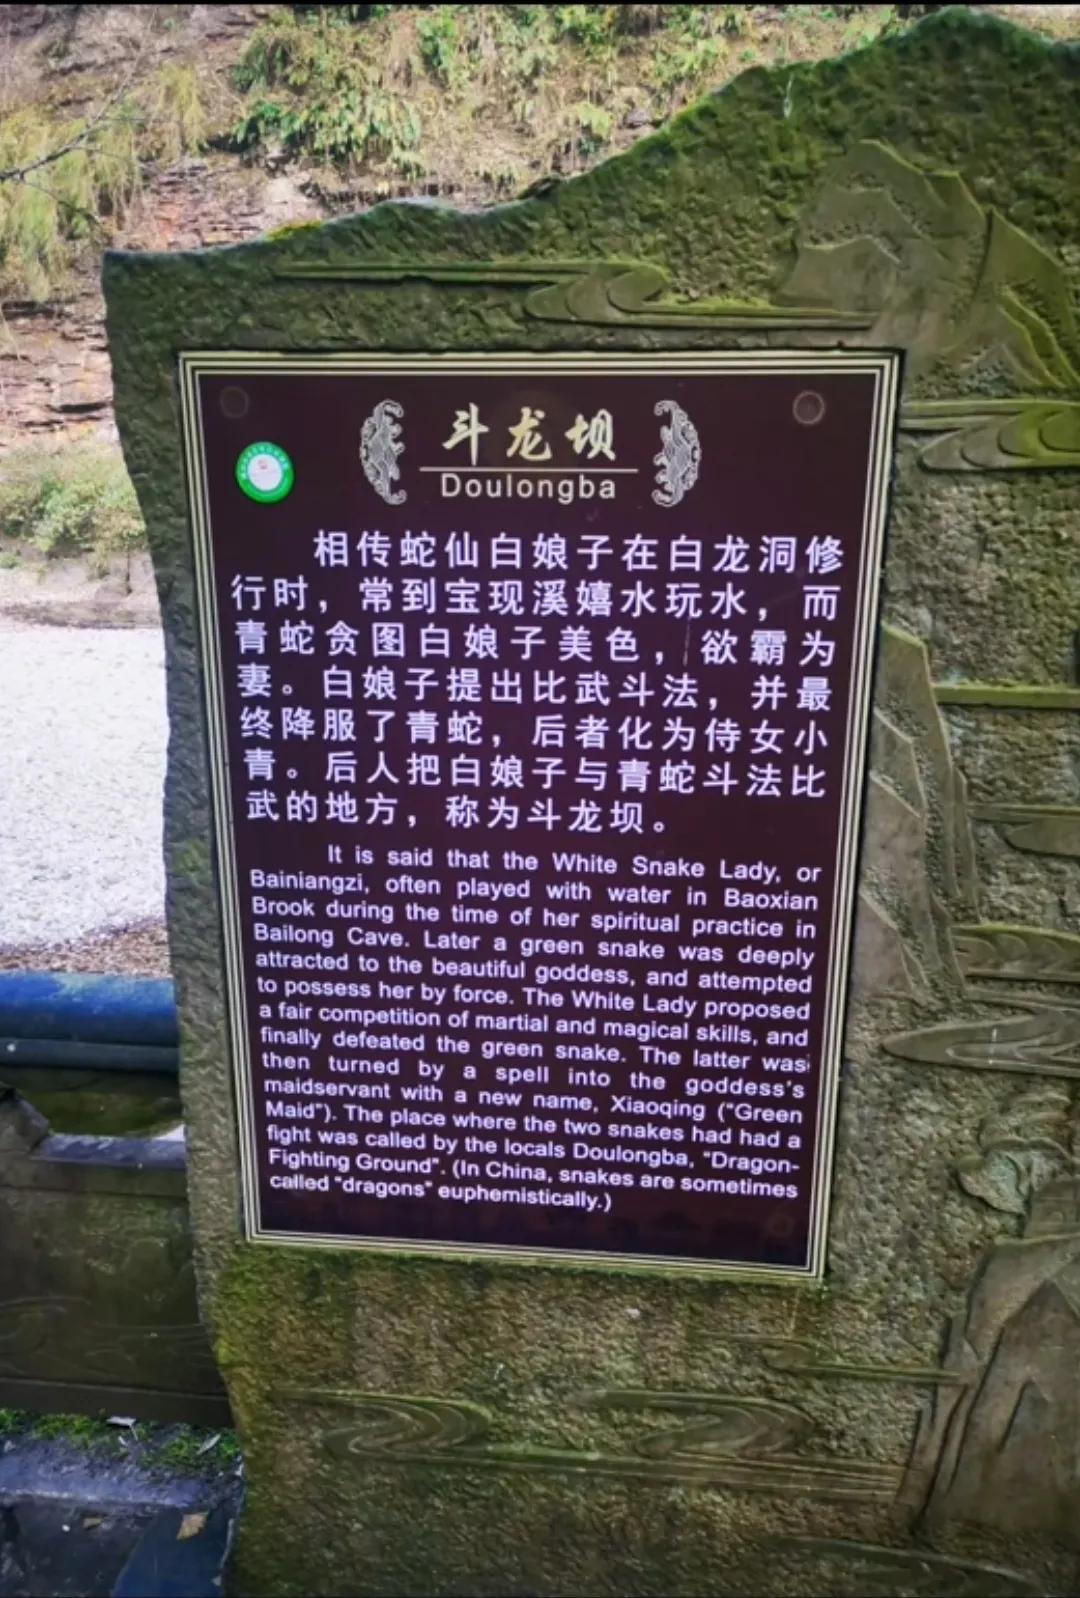 斗龙坝
Doulongba
相传蛇仙白娘子在白龙洞修
行时，常到宝现溪嬉水玩水，而
青蛇贪图白娘子美色，欲霸为
妻。白娘子提出比武斗法，并最
终降服了青蛇，后者化为侍女小
青。后人把白娘子与青蛇斗法比
武的地方，称为斗龙坝。
It is said that the White Snake Lady, or
Bainiangzi, often played with water in Baoxian
Brook during the time of her spiritual practice in
Bailong Cave. Later a green snake was deeply
attracted to the beautiful goddess, and attempted
to possess her by force. The White Lady proposed
a fair competition of martial and magical skills, and
finally defeated the green snake. The latter was
then turned by a spell into the goddess's
maidservant with a new name, Xiaoqing ("Green
Maid"). The place where the two snakes had had a
fight was called by the locals Doulongba, "Dragon-
Fighting Ground". (In China, snakes are sometimes
called "dragons" euphemistically.)